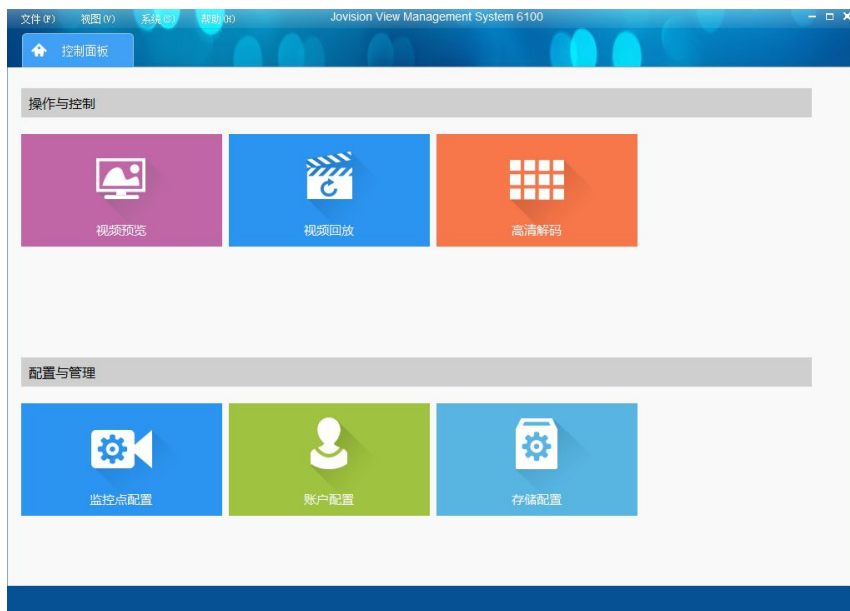 文件(F) 视图(V) 系统(S) 帮助(H) Jovision View Management System 6100
控制面板
操作与控制
视频预览 视频回放 高清解码
配置与管理
监控点配置 账户配置 存储配置